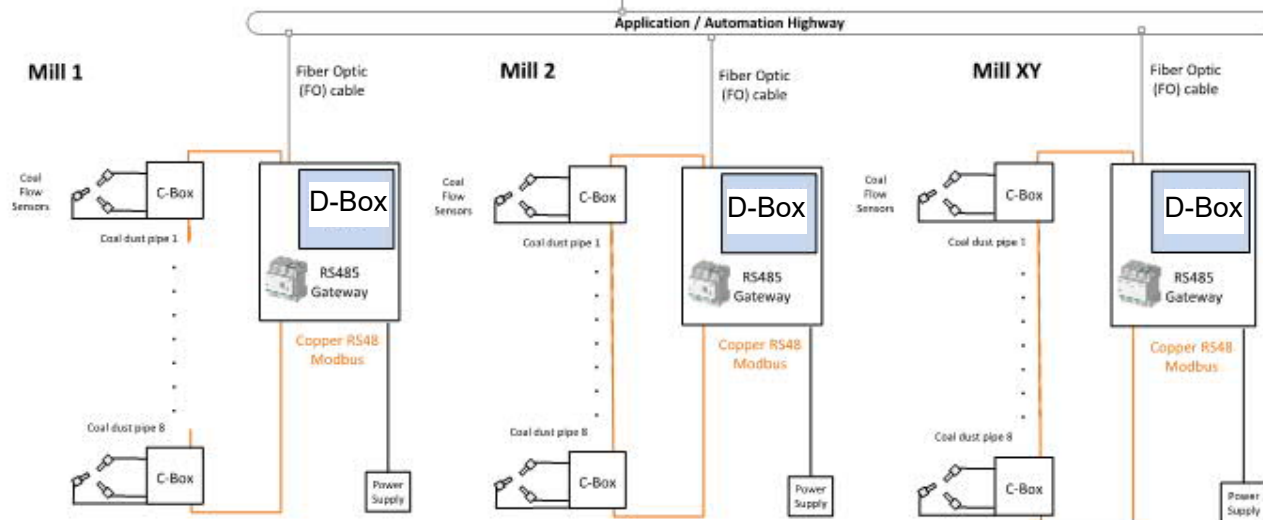 Application / Automation Highway
Mill 1
Fiber Optic
(FO) cable
Coal
Flow
Sensors
C-Box
D-Box
Coal dust pipe 1
RS485
Gateway
Copper RS48
Modbus
Coal dust pipe 8
C-Box
Power
Supply
Mill 2
Fiber Optic
(FO) cable
Coal
Flow
Sensors
C-Box
D-Box
Coal dust pipe 1
RS485
Gateway
Copper RS48
Modbus
Coal dust pipe 8
C-Box
Power
Supply
Mill XY
Fiber Optic
(FO) cable
Coal
Flow
Sensors
C-Box
D-Box
Coal dust pipe 1
RS485
Gateway
Copper RS48
Modbus
Coal dust pipe 8
C-Box
Power
Supply